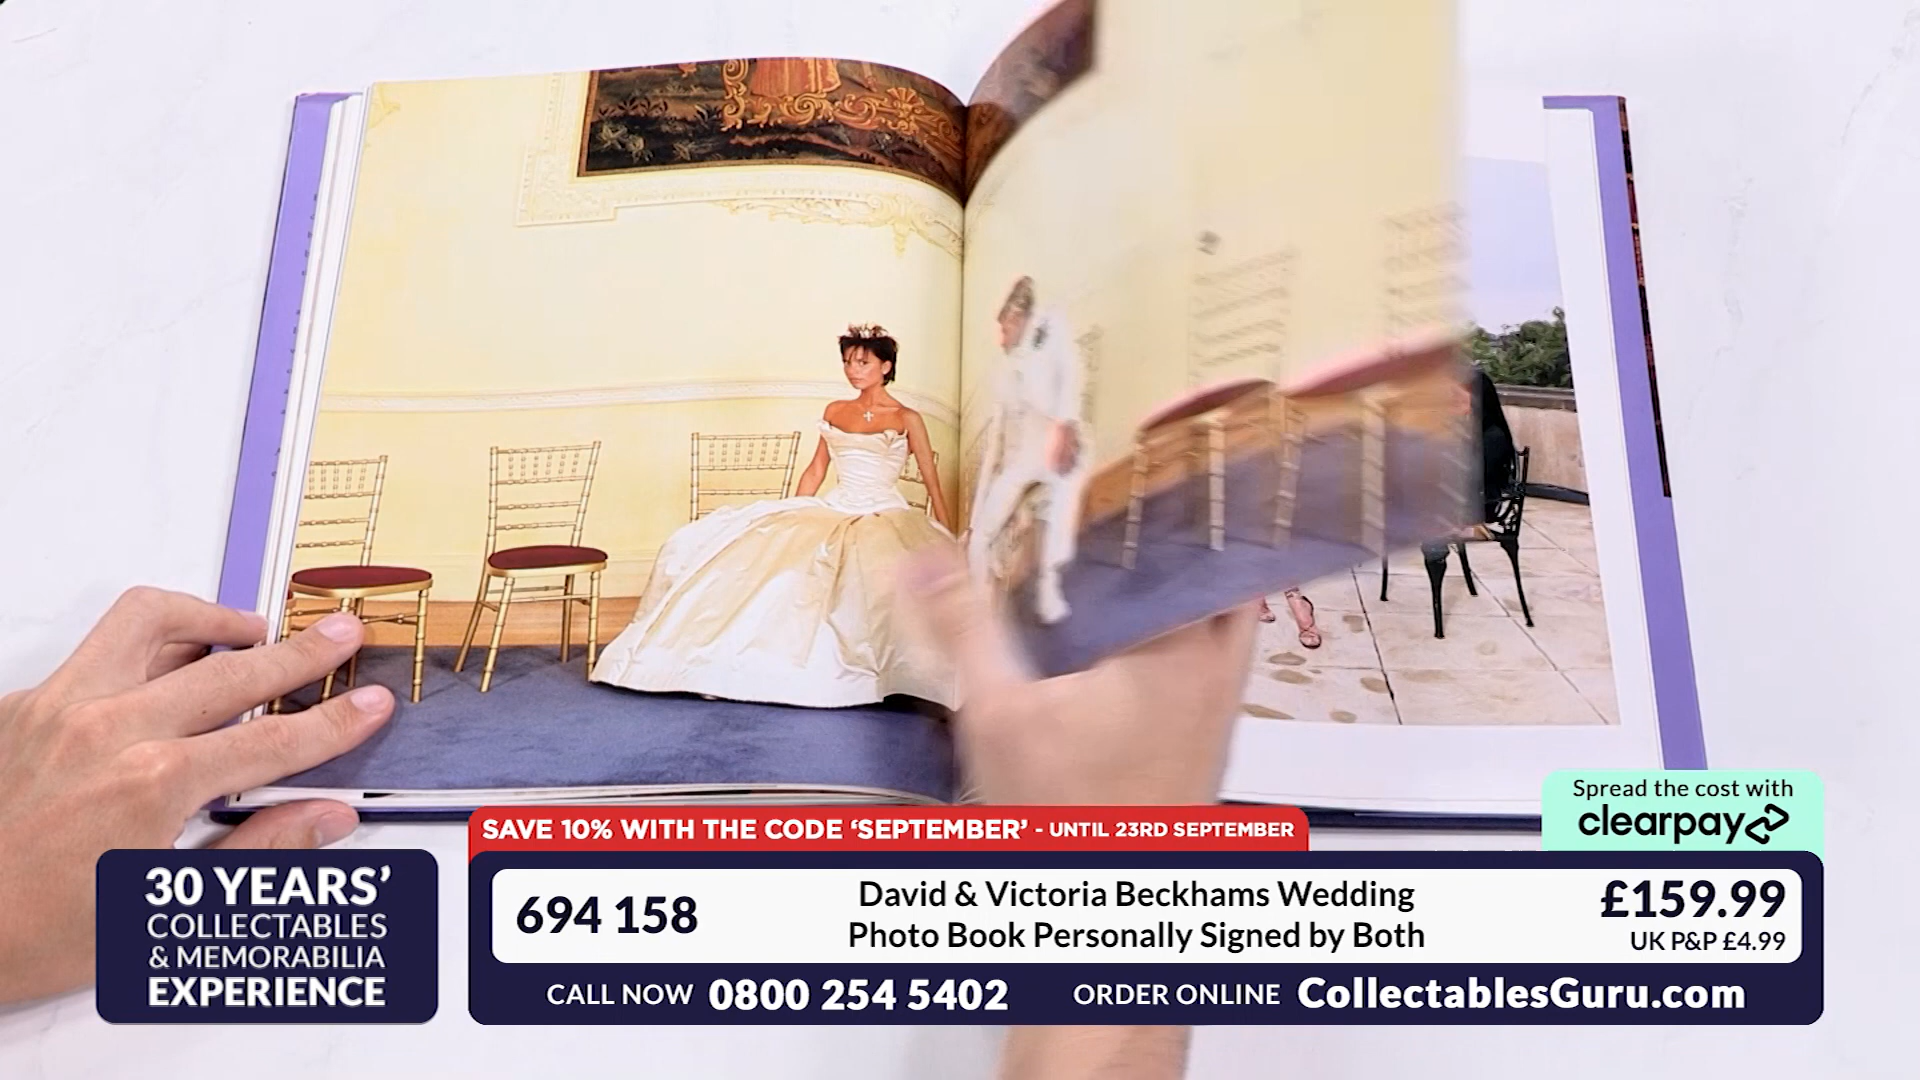 Spread the cost with
clearpay
SAVE 10% WITH THE CODE ‘SEPTEMBER’ - UNTIL 23RD SEPTEMBER
30 YEARS’
COLLECTABLES
& MEMORABILIA
EXPERIENCE
694 158
David & Victoria Beckhams Wedding
Photo Book Personally Signed by Both
£159.99
UK P&P £4.99
CALL NOW 0800 254 5402
ORDER ONLINE CollectablesGuru.com